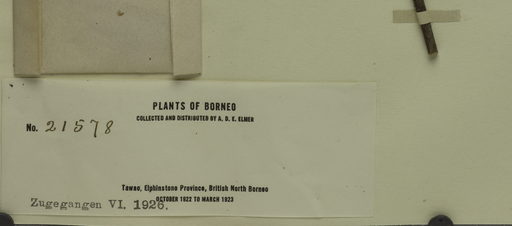 PLANTS OF BORNEO
COLLECTED AND DISTRIBUTED BY A. D. E. ELMER
No. 21578
Tawao, Elphinstone Province, British North Borneo
OCTOBER 1922 TO MARCH 1923
Zugegangen VI. 1926.